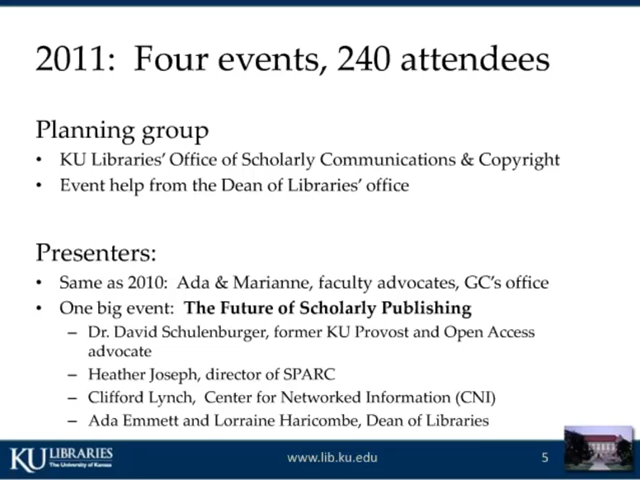 2011: Four events, 240 attendees
Planning group
• KU Libraries' Office of Scholarly Communications & Copyright
• Event help from the Dean of Libraries' office
Presenters:
• Same as 2010: Ada & Marianne, faculty advocates, GC's office
• One big event: The Future of Scholarly Publishing
– Dr. David Schulenburger, former KU Provost and Open Access
advocate
– Heather Joseph, director of SPARC
– Clifford Lynch, Center for Networked Information (CNI)
– Ada Emmett and Lorraine Haricombe, Dean of Libraries
KU LIBRARIES
The University of Kansas
www.lib.ku.edu
5